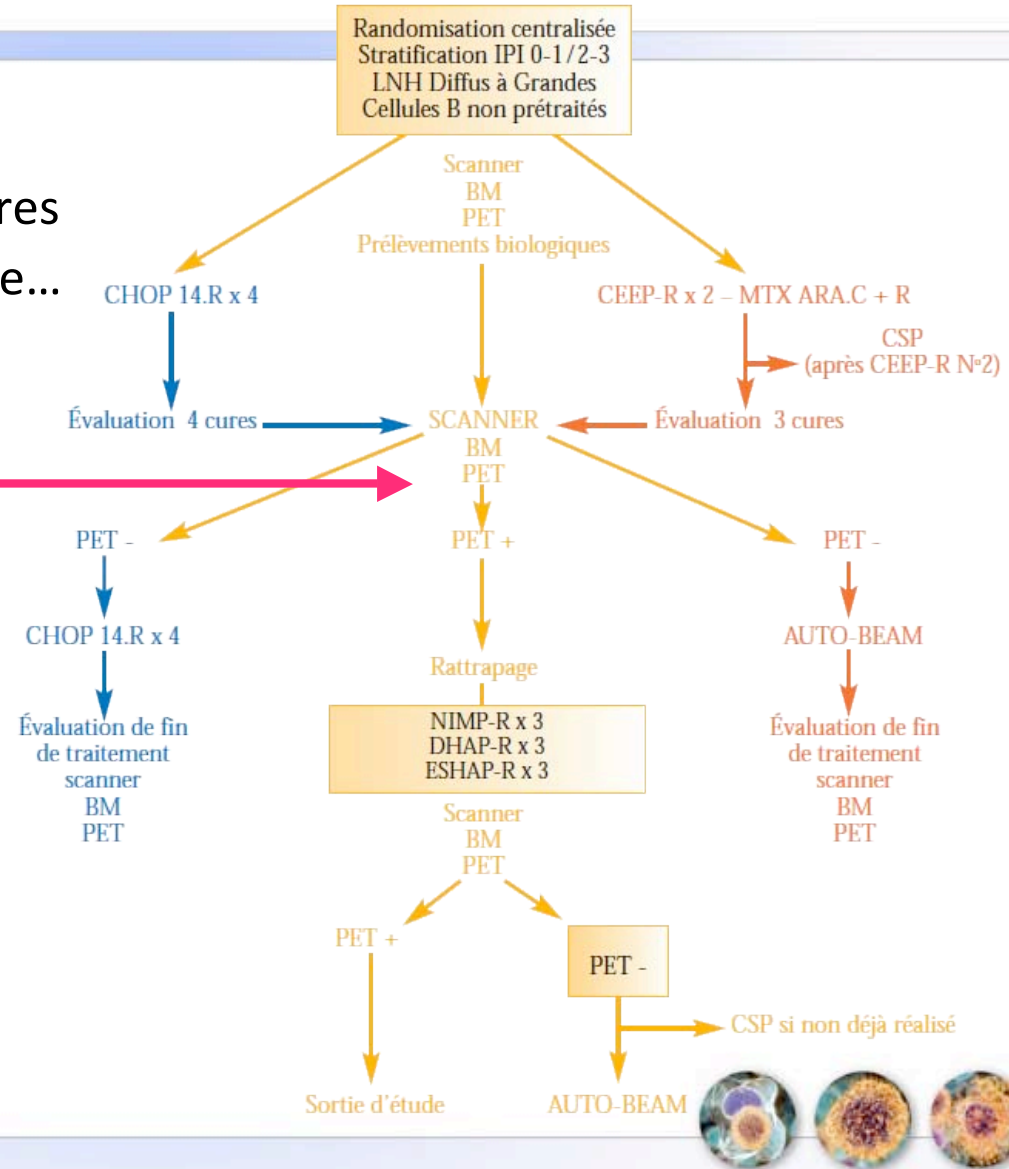 Randomisation centralisée
Stratification IPI 0-1/2-3
LNH Diffus à Grandes
Cellules B non prétraités
Scanner
BM
PET
Prélèvements biologiques
res
e...
CHOP 14.R x 4
CEEP-R x 2 – MTX ARA.C + R
CSP
(après CEEP-R N°2)
Évaluation 4 cures
SCANNER
BM
PET
Évaluation 3 cures
PET -
PET +
PET -
CHOP 14.R x 4
AUTO-BEAM
Rattrapage
Évaluation de fin
de traitement
scanner
BM
PET
NIMP-R x 3
DHAP-R x 3
ESHAP-R x 3
Évaluation de fin
de traitement
scanner
BM
PET
Scanner
BM
PET
PET +
PET -
CSP si non déjà réalisé
Sortie d'étude
AUTO-BEAM